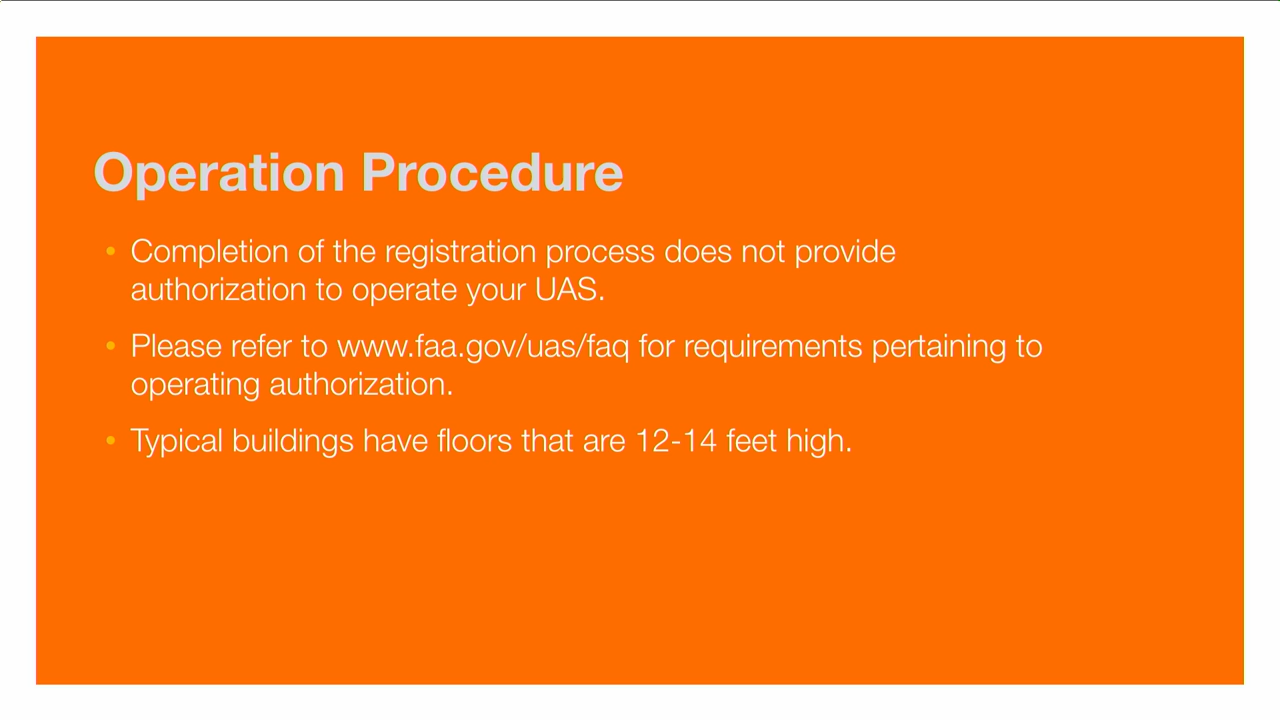 Operation Procedure
• Completion of the registration process does not provide
authorization to operate your UAS.
• Please refer to www.faa.gov/uas/faq for requirements pertaining to
operating authorization.
• Typical buildings have floors that are 12-14 feet high.